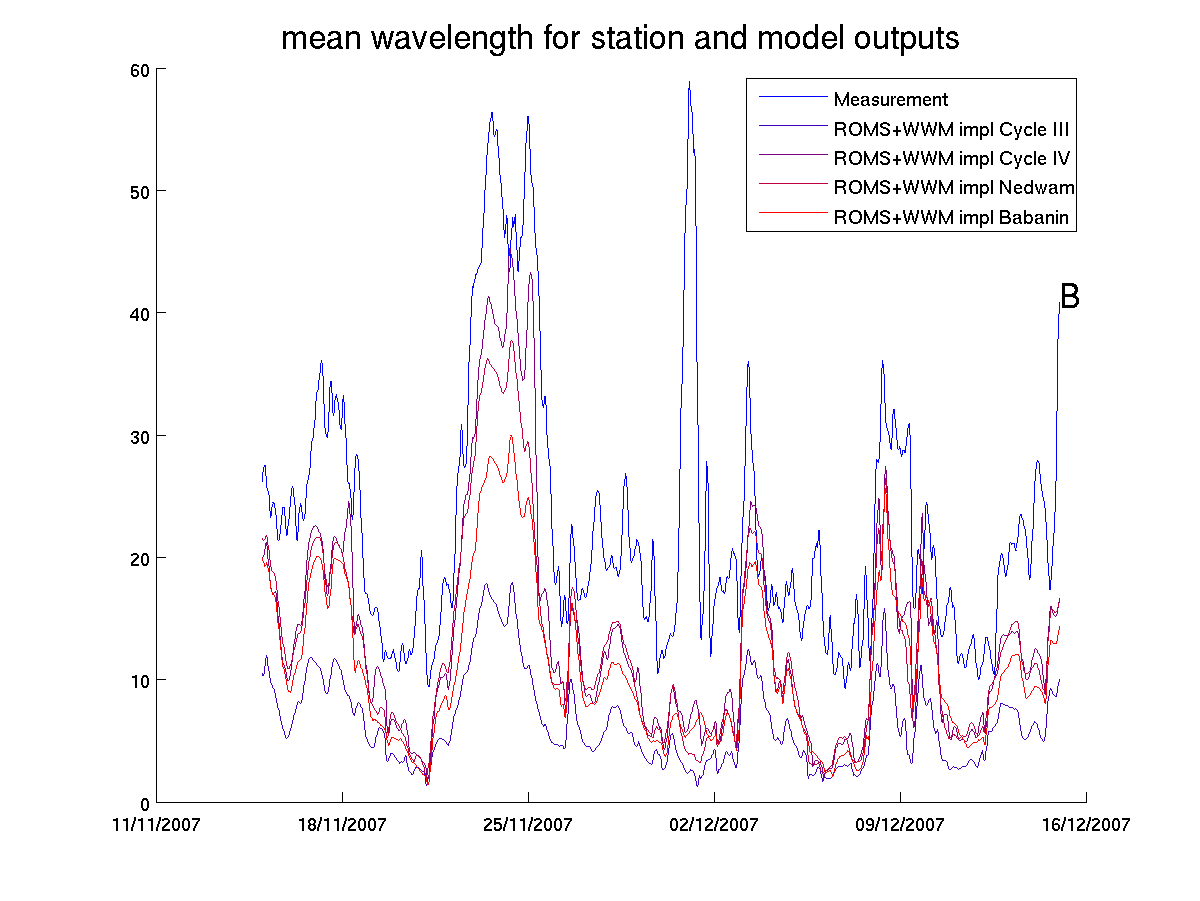 mean wavelength for station and model outputs
60
Measurement
ROMS+WWM impl Cycle III
ROMS+WWM impl Cycle IV
ROMS+WWM impl Nedwam
ROMS+WWM impl Babanin
50
40
B
30
20
10
0
11/11/2007 18/11/2007 25/11/2007 02/12/2007 09/12/2007 16/12/2007